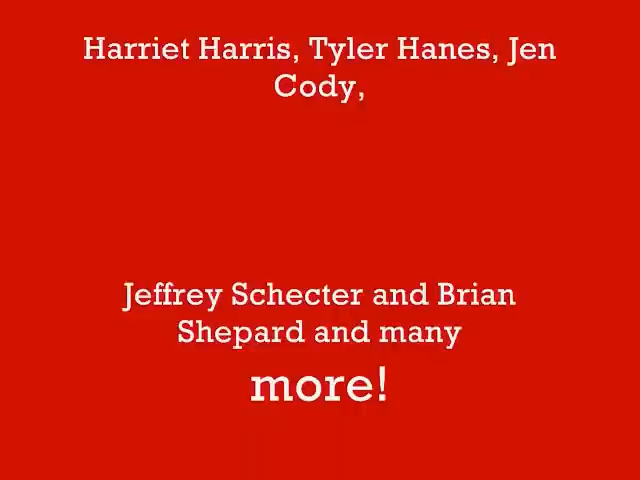 Harriet Harris, Tyler Hanes, Jen
Cody,
Jeffrey Schecter and Brian
Shepard and many
more!